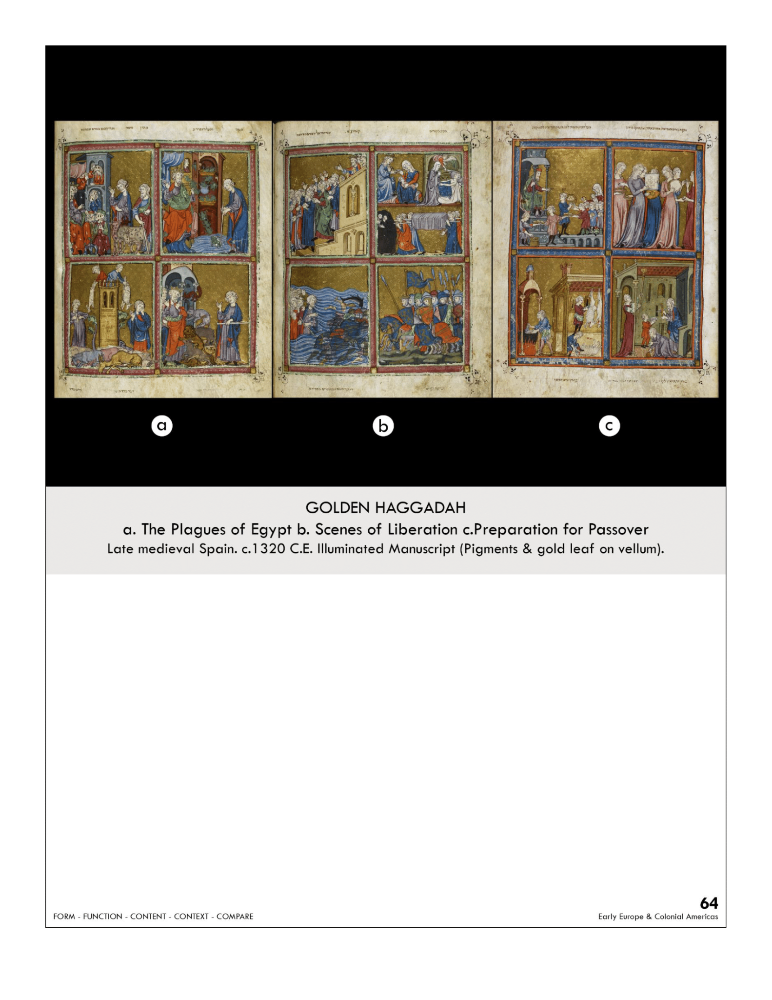 a
b
c
GOLDEN HAGGADAH
a. The Plagues of Egypt b. Scenes of Liberation c.Preparation for Passover
Late medieval Spain. c.1320 C.E. Illuminated Manuscript (Pigments & gold leaf on vellum).
64
FORM - FUNCTION - CONTENT - CONTEXT - COMPARE
Early Europe & Colonial Americas